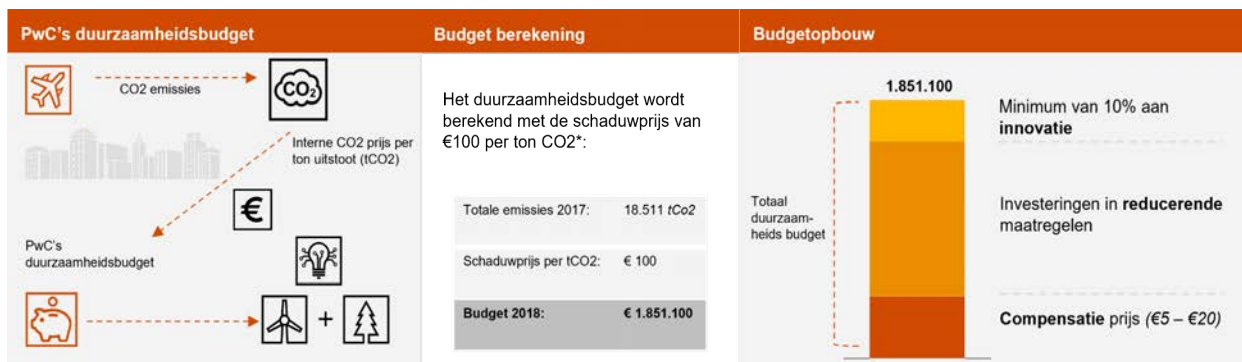 PwC's duurzaamheidsbudget
CO2 emissies
CO2
Interne CO2 prijs per
ton uitstoot (tCO2)
€
PwC's
duurzaamheidsbudget
+
Budget berekening
Het duurzaamheidsbudget wordt
berekend met de schaduwprijs van
€100 per ton CO2*:
Totale emissies 2017: 18.511 tCo2
Schaduwprijs per tCO2: € 100
Budget 2018: € 1.851.100
Budgetopbouw
1.851.100
Totaal
duurzaam-
heids budget
Minimum van 10% aan
innovatie
Investeringen in reducerende
maatregelen
Compensatie prijs (€5 – €20)